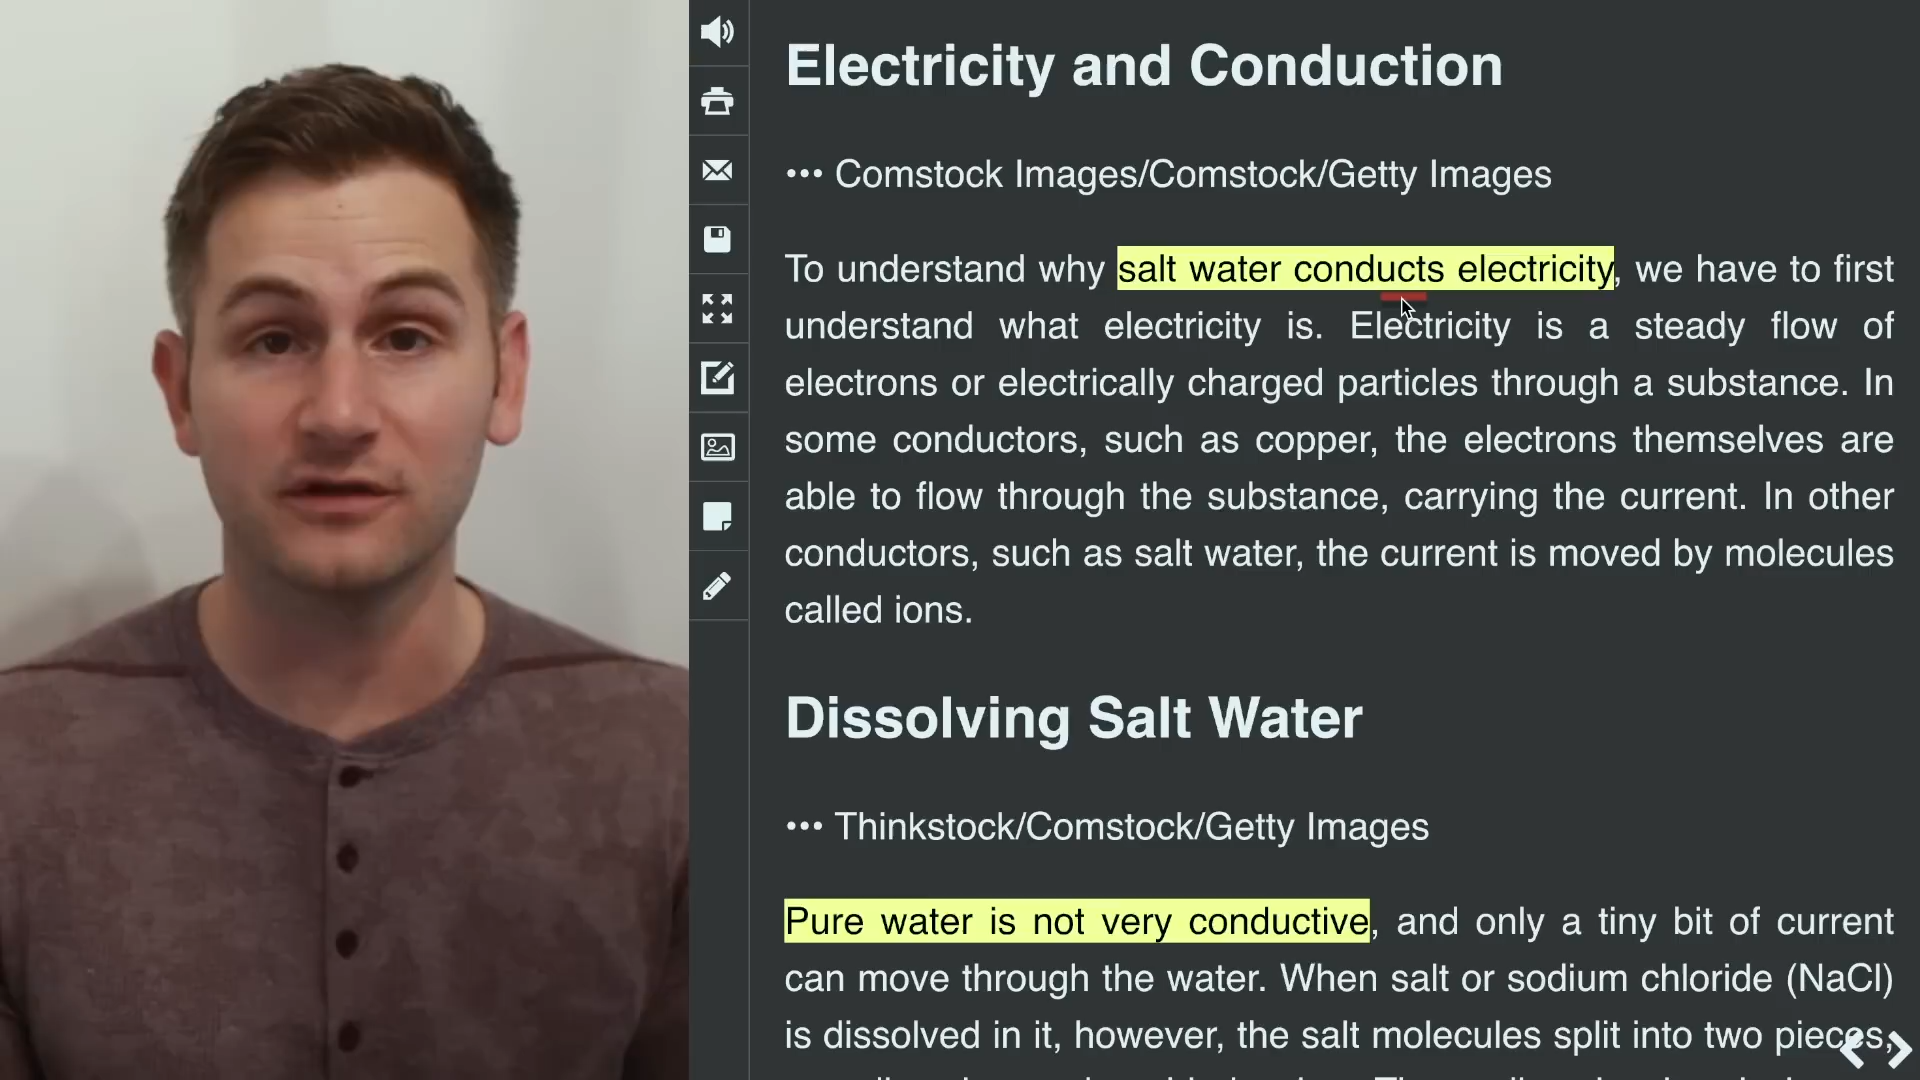 Electricity and Conduction
••• Comstock Images/Comstock/Getty Images
To understand why salt water conducts electricity, we have to first
understand what electricity is. Electricity is a steady flow of
electrons or electrically charged particles through a substance. In
some conductors, such as copper, the electrons themselves are
able to flow through the substance, carrying the current. In other
conductors, such as salt water, the current is moved by molecules
called ions.
Dissolving Salt Water
••• Thinkstock/Comstock/Getty Images
Pure water is not very conductive, and only a tiny bit of current
can move through the water. When salt or sodium chloride (NaCl)
is dissolved in it, however, the salt molecules split into two pieces,